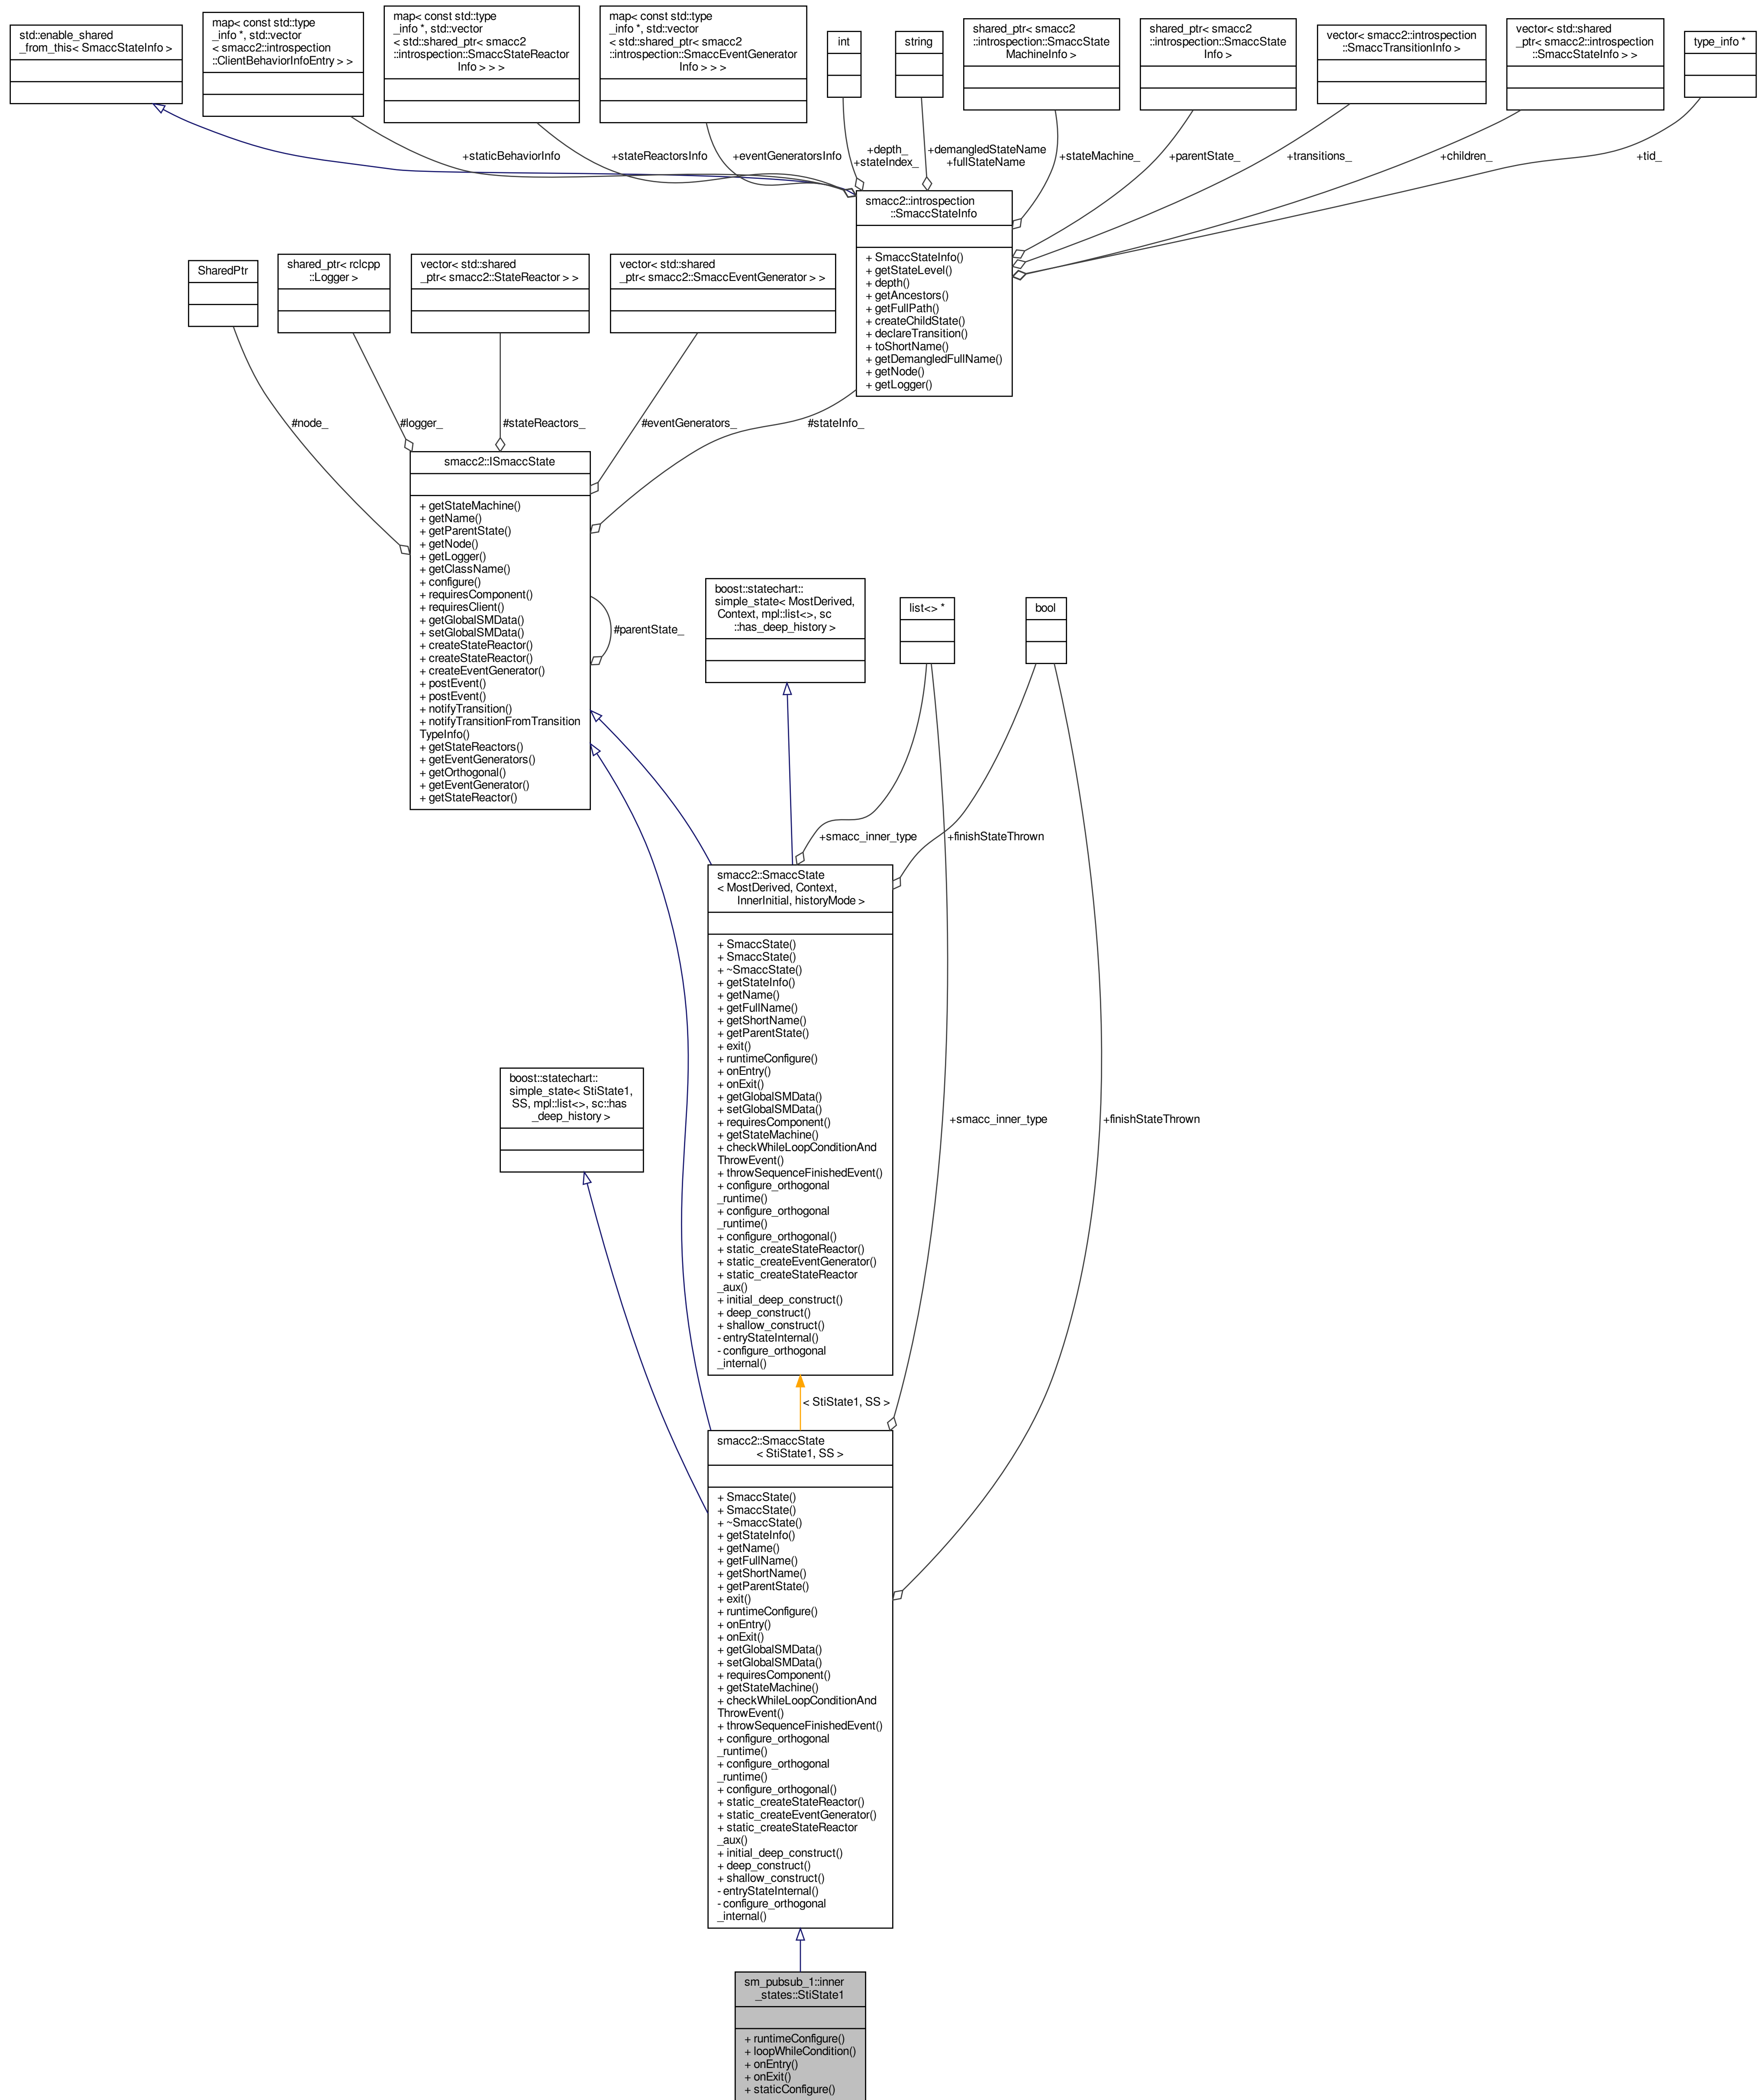 std::enable_shared
_from_this< SmaccStateInfo >
map< const std::type
_info *, std::vector
< smacc2::introspection
::ClientBehaviorInfoEntry > >
map< const std::type
_info *, std::vector
< std::shared_ptr< smacc2
::introspection::SmaccStateReactor
Info > > >
map< const std::type
_info *, std::vector
< std::shared_ptr< smacc2
::introspection::SmaccEventGenerator
Info > > >
int
string
shared_ptr< smacc2
::introspection::SmaccState
MachineInfo >
shared_ptr< smacc2
::introspection::SmaccState
Info >
vector< smacc2::introspection
::SmaccTransitionInfo >
vector< std::shared
_ptr< smacc2::introspection
::SmaccStateInfo > >
type_info *
+staticBehaviorInfo
+stateReactorsInfo
+eventGeneratorsInfo
+depth_
+stateIndex_
+demangledStateName
+fullStateName
+stateMachine_
+parentState_
+transitions_
+children_
+tid_
smacc2::introspection
::SmaccStateInfo
+ SmaccStateInfo()
+ getStateLevel()
+ depth()
+ getAncestors()
+ getFullPath()
+ createChildState()
+ declareTransition()
+ toShortName()
+ getDemangledFullName()
+ getNode()
+ getLogger()
SharedPtr
shared_ptr< rclcpp
::Logger >
vector< std::shared
_ptr< smacc2::StateReactor > >
vector< std::shared
_ptr< smacc2::SmaccEventGenerator > >
#node_
#logger_
#stateReactors_
#eventGenerators_
#stateInfo_
smacc2::ISmaccState
+ getStateMachine()
+ getName()
+ getParentState()
+ getNode()
+ getLogger()
+ getClassName()
+ configure()
+ requiresComponent()
+ requiresClient()
+ getGlobalSMData()
+ setGlobalSMData()
+ createStateReactor()
+ createStateReactor()
+ createEventGenerator()
+ postEvent()
+ postEvent()
+ notifyTransition()
+ notifyTransitionFromTransition
TypeInfo()
+ getStateReactors()
+ getEventGenerators()
+ getOrthogonal()
+ getEventGenerator()
+ getStateReactor()
#parentState_
boost::statechart::
simple_state< MostDerived,
Context, mpl::list<>, sc
::has_deep_history >
list<> *
bool
+smacc_inner_type
+finishStateThrown
smacc2::SmaccState
< MostDerived, Context,
InnerInitial, historyMode >
+ SmaccState()
+ SmaccState()
+ ~SmaccState()
+ getStateInfo()
+ getName()
+ getFullName()
+ getShortName()
+ getParentState()
+ exit()
+ runtimeConfigure()
+ onEntry()
+ onExit()
+ getGlobalSMData()
+ setGlobalSMData()
+ requiresComponent()
+ getStateMachine()
+ checkWhileLoopConditionAnd
ThrowEvent()
+ throwSequenceFinishedEvent()
+ configure_orthogonal
_runtime()
+ configure_orthogonal
_runtime()
+ configure_orthogonal()
+ static_createStateReactor()
+ static_createEventGenerator()
+ static_createStateReactor
_aux()
+ initial_deep_construct()
+ deep_construct()
+ shallow_construct()
- entryStateInternal()
- configure_orthogonal
_internal()
boost::statechart::
simple_state< StiState1,
SS, mpl::list<>, sc::has
_deep_history >
+smacc_inner_type
+finishStateThrown
< StiState1, SS >
smacc2::SmaccState
< StiState1, SS >
+ SmaccState()
+ SmaccState()
+ ~SmaccState()
+ getStateInfo()
+ getName()
+ getFullName()
+ getShortName()
+ getParentState()
+ exit()
+ runtimeConfigure()
+ onEntry()
+ onExit()
+ getGlobalSMData()
+ setGlobalSMData()
+ requiresComponent()
+ getStateMachine()
+ checkWhileLoopConditionAnd
ThrowEvent()
+ throwSequenceFinishedEvent()
+ configure_orthogonal
_runtime()
+ configure_orthogonal
_runtime()
+ configure_orthogonal()
+ static_createStateReactor()
+ static_createEventGenerator()
+ static_createStateReactor
_aux()
+ initial_deep_construct()
+ deep_construct()
+ shallow_construct()
- entryStateInternal()
- configure_orthogonal
_internal()
sm_pubsub_1::inner
_states::StiState1
+ runtimeConfigure()
+ loopWhileCondition()
+ onEntry()
+ onExit()
+ staticConfigure()